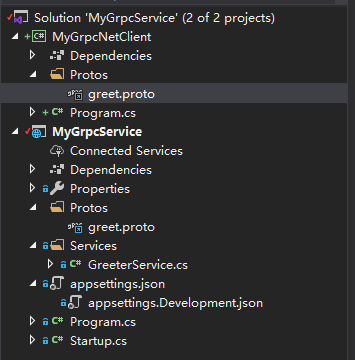 Solution 'MyGrpcService' (2 of 2 projects)
MyGrpcNetClient
Dependencies
Protos
greet.proto
Program.cs
MyGrpcService
Connected Services
Dependencies
Properties
Protos
greet.proto
Services
GreeterService.cs
appsettings.json
appsettings.Development.json
Program.cs
Startup.cs